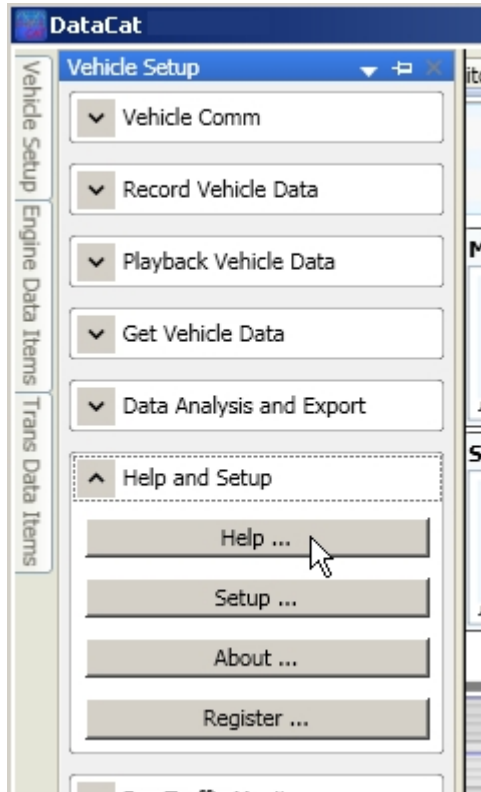 DataCat
Vehicle Setup
Vehicle Setup
Engine Data Items
Trans Data Items
Vehicle Comm
Record Vehicle Data
Playback Vehicle Data
Get Vehicle Data
Data Analysis and Export
Help and Setup
Help ...
Setup ...
About ...
Register ...